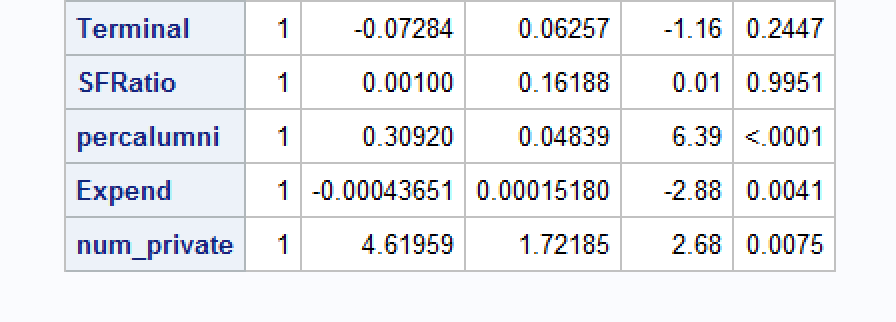 Terminal 1 -0.07284 0.06257 -1.16 0.2447
SFRatio 1 0.00100 0.16188 0.01 0.9951
percalumni 1 0.30920 0.04839 6.39 <.0001
Expend 1 -0.00043651 0.00015180 -2.88 0.0041
num_private 1 4.61959 1.72185 2.68 0.0075